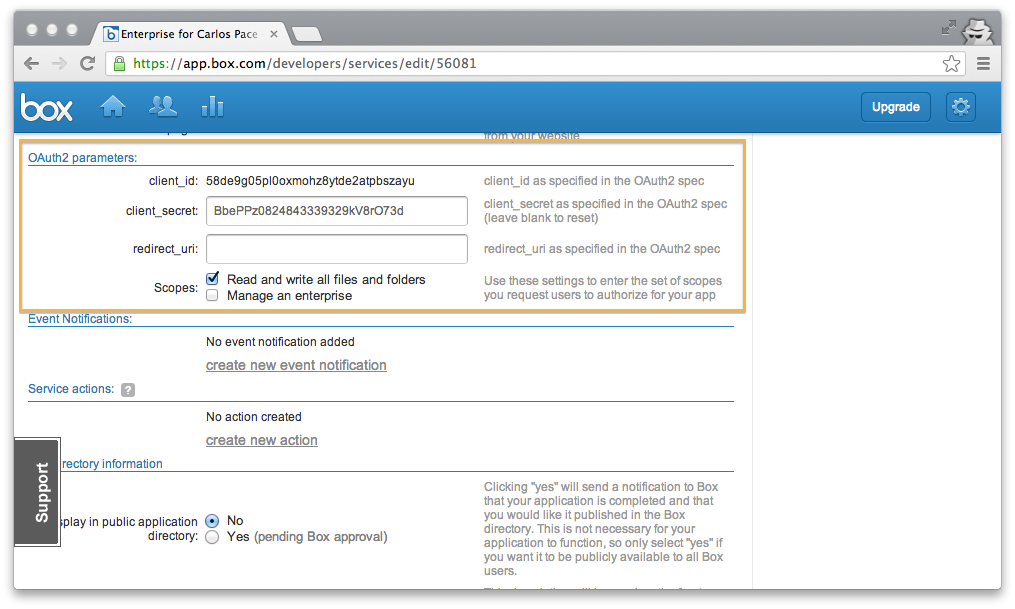 Enterprise for Carlos Pace
https://app.box.com/developers/services/edit/56081
box
Upgrade
from your website
OAuth2 parameters:
client_id: 58de9g05pl0oxmohz8ytde2atpbszayu
client_id as specified in the OAuth2 spec
client_secret: BbePPz0824843339329kV8rO73d
client_secret as specified in the OAuth2 spec
(leave blank to reset)
redirect_uri:
redirect_uri as specified in the OAuth2 spec
Scopes:
Read and write all files and folders
Manage an enterprise
Use these settings to enter the set of scopes
you request users to authorize for your app
Event Notifications:
No event notification added
create new event notification
Service actions: ?
No action created
create new action
rectory information
Support
splay in public application
directory:
No
Yes (pending Box approval)
Clicking "yes" will send a notification to Box
that your application is completed and that
you would like it published in the Box
directory. This is not necessary for your
application to function, so only select "yes" if
you want it to be publicly available to all Box
users.